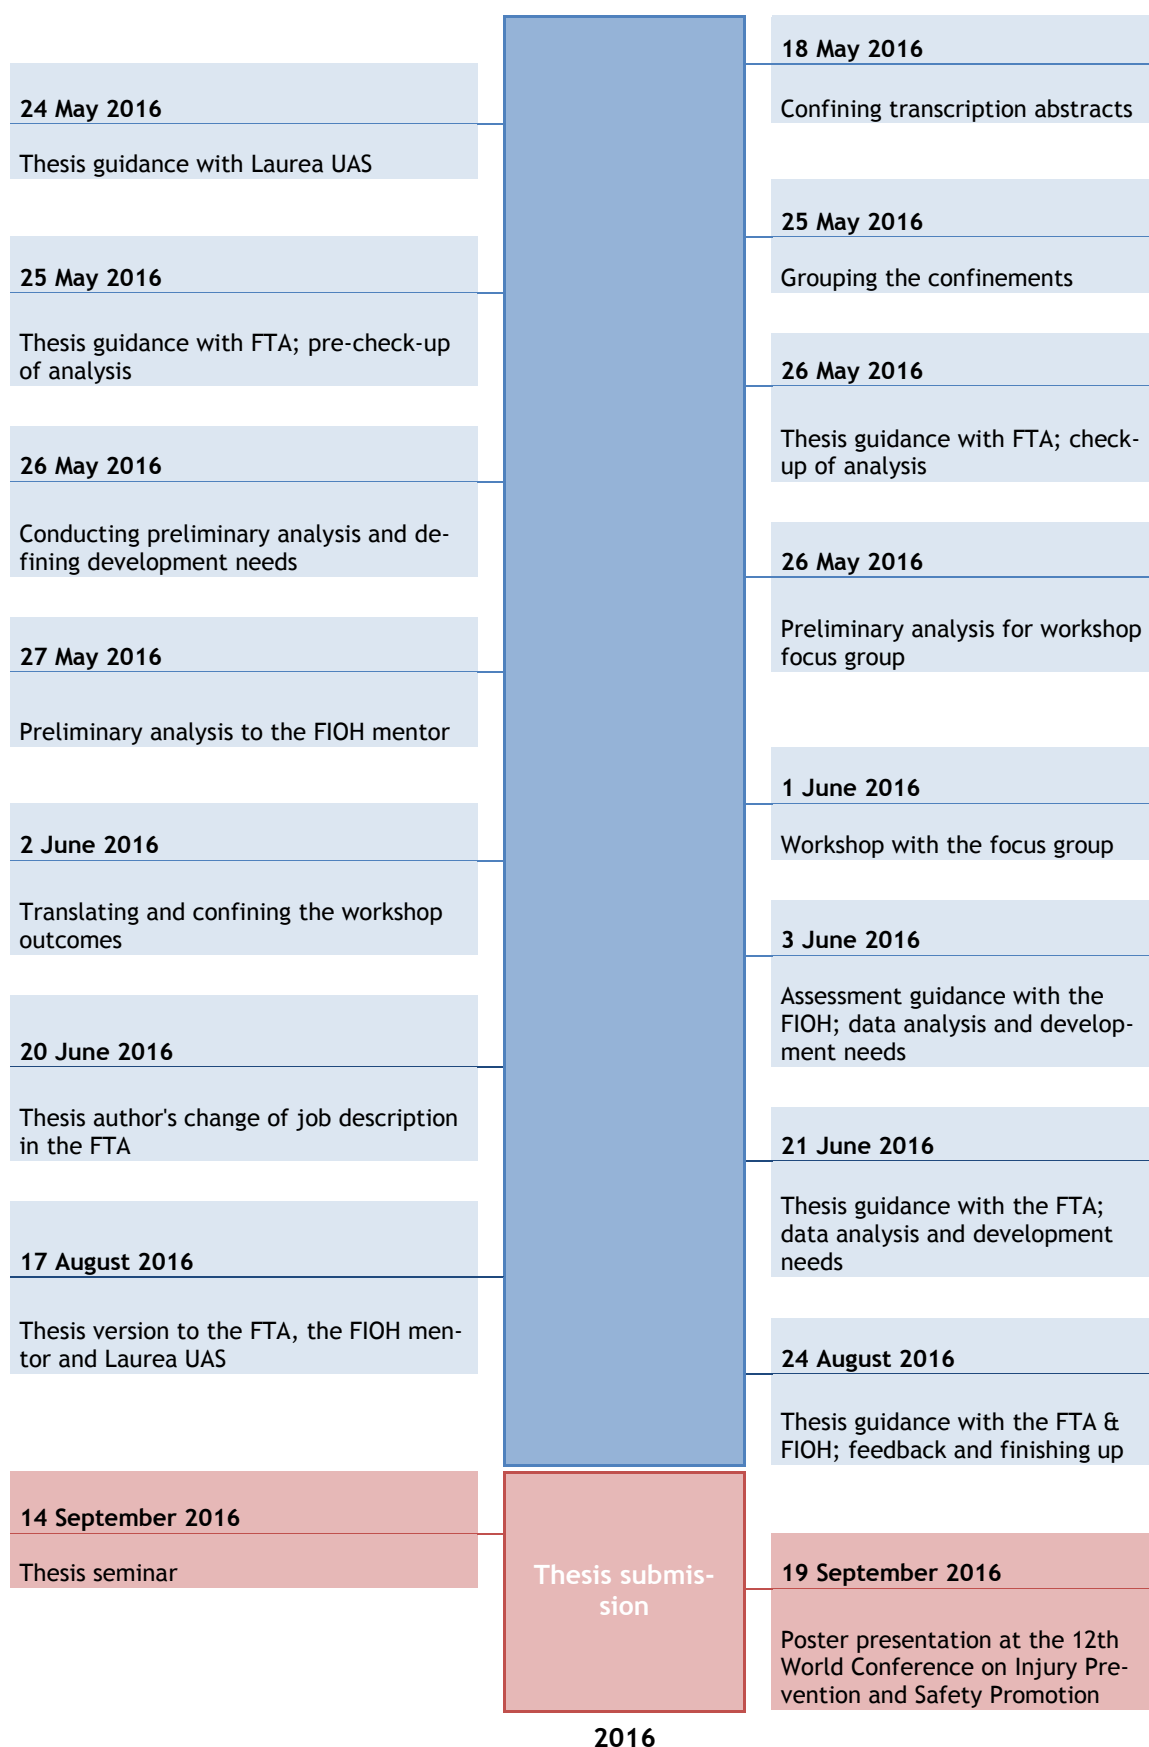 18 May 2016
Confining transcription abstracts
24 May 2016
Thesis guidance with Laurea UAS
25 May 2016
Grouping the confinements
25 May 2016
Thesis guidance with FTA; pre-check-up
of analysis
26 May 2016
Thesis guidance with FTA; check-
up of analysis
26 May 2016
Conducting preliminary analysis and de-
fining development needs
26 May 2016
Preliminary analysis for workshop
focus group
27 May 2016
Preliminary analysis to the FIOH mentor
1 June 2016
Workshop with the focus group
2 June 2016
Translating and confining the workshop
outcomes
3 June 2016
Assessment guidance with the
FIOH; data analysis and develop-
ment needs
20 June 2016
Thesis author's change of job description
in the FTA
21 June 2016
Thesis guidance with the FTA;
data analysis and development
needs
17 August 2016
Thesis version to the FTA, the FIOH men-
tor and Laurea UAS
24 August 2016
Thesis guidance with the FTA &
FIOH; feedback and finishing up
14 September 2016
Thesis seminar
Thesis submis-
sion
19 September 2016
Poster presentation at the 12th
World Conference on Injury Pre-
vention and Safety Promotion
2016